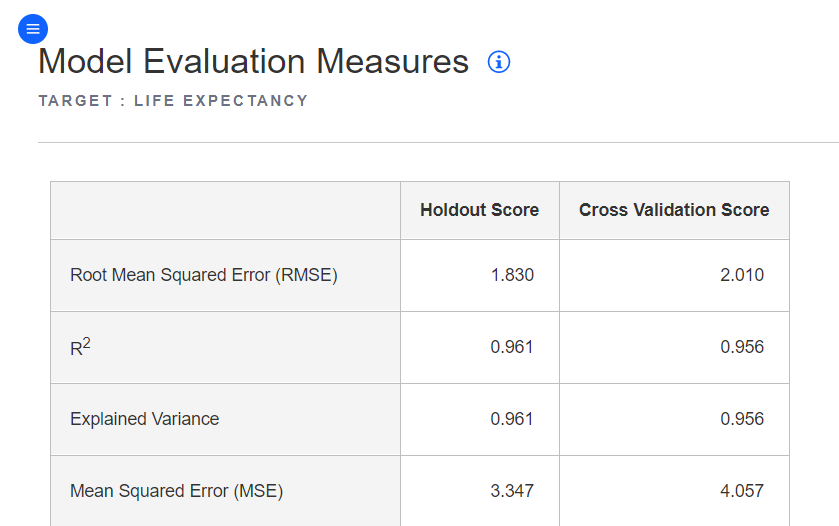 Model Evaluation Measures
TARGET : LIFE EXPECTANCY
Holdout Score Cross Validation Score
Root Mean Squared Error (RMSE) 1.830 2.010
R² 0.961 0.956
Explained Variance 0.961 0.956
Mean Squared Error (MSE) 3.347 4.057